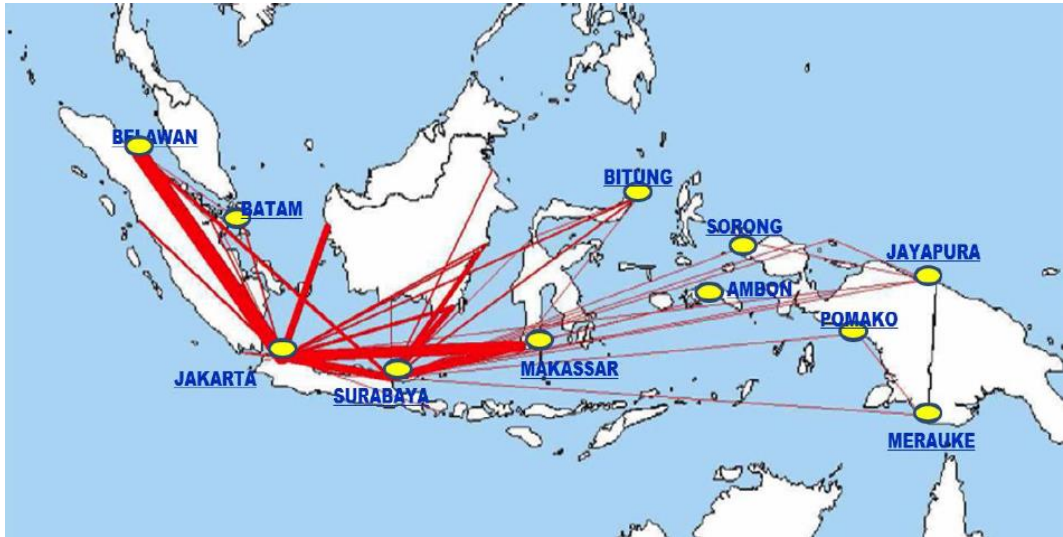 BELAWAN
BATAM
BITUNG
SORONG
JAYAPURA
AMBON
POMAKO
JAKARTA
SURABAYA
MAKASSAR
MERAUKE